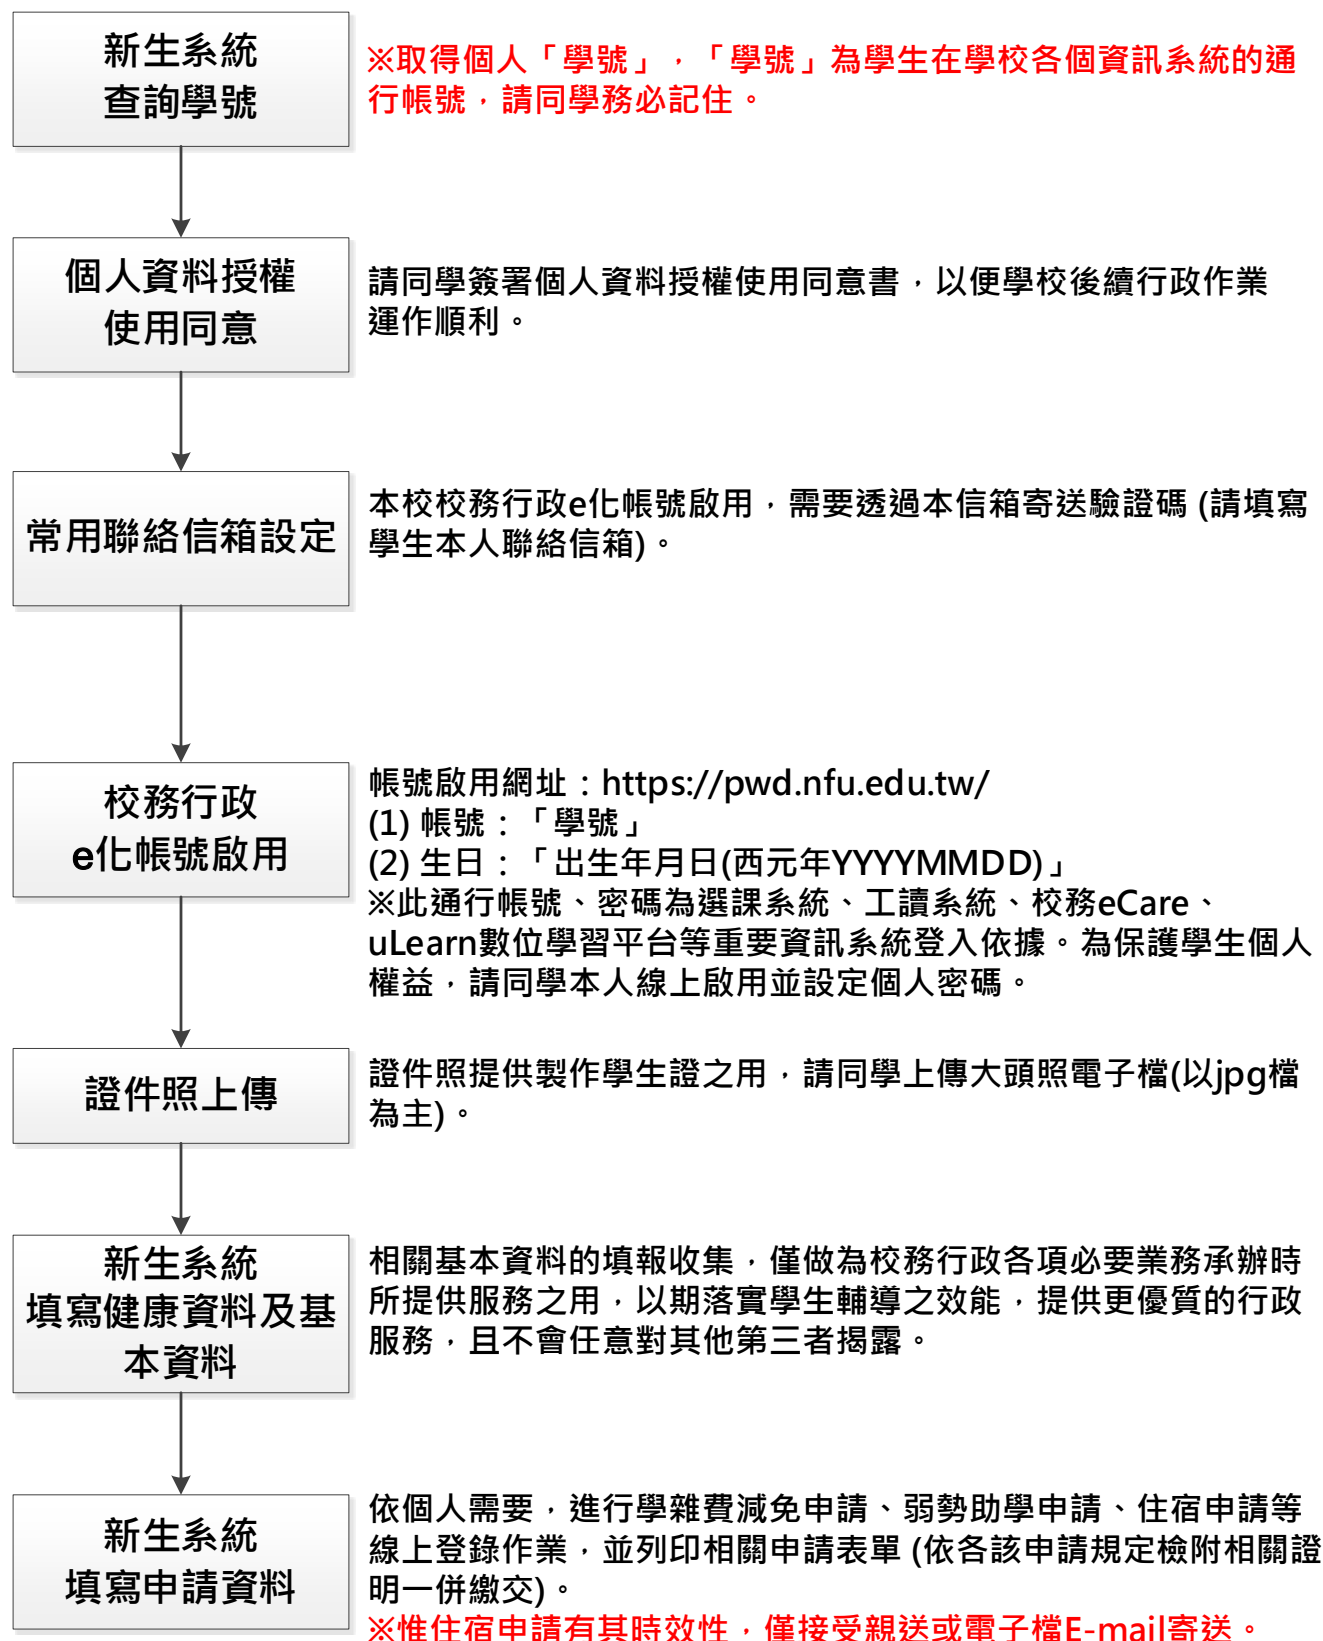 新生系統
查詢學號
※取得個人「學號」，「學號」為學生在學校各個資訊系統的通
行帳號，請同學務必記住。
個人資料授權
使用同意
請同學簽署個人資料授權使用同意書，以便學校後續行政作業
運作順利。
常用聯絡信箱設定
本校校務行政e化帳號啟用，需要透過本信箱寄送驗證碼 (請填寫
學生本人聯絡信箱)。
校務行政
e化帳號啟用
帳號啟用網址：https://pwd.nfu.edu.tw/
(1) 帳號：「學號」
(2) 生日：「出生年月日(西元年YYYYMMDD)」
※此通行帳號、密碼為選課系統、工讀系統、校務eCare、
uLearn數位學習平台等重要資訊系統登入依據。為保護學生個人
權益，請同學本人線上啟用並設定個人密碼。
證件照上傳
證件照提供製作學生證之用，請同學上傳大頭照電子檔(以jpg檔
為主)。
新生系統
填寫健康資料及基
本資料
相關基本資料的填報收集，僅做為校務行政各項必要業務承辦時
所提供服務之用，以期落實學生輔導之效能，提供更優質的行政
服務，且不會任意對其他第三者揭露。
新生系統
填寫申請資料
依個人需要，進行學雜費減免申請、弱勢助學申請、住宿申請等
線上登錄作業，並列印相關申請表單 (依各該申請規定檢附相關證
明一併繳交)。
※惟住宿申請有其時效性，僅接受親送或電子檔E-mail寄送。